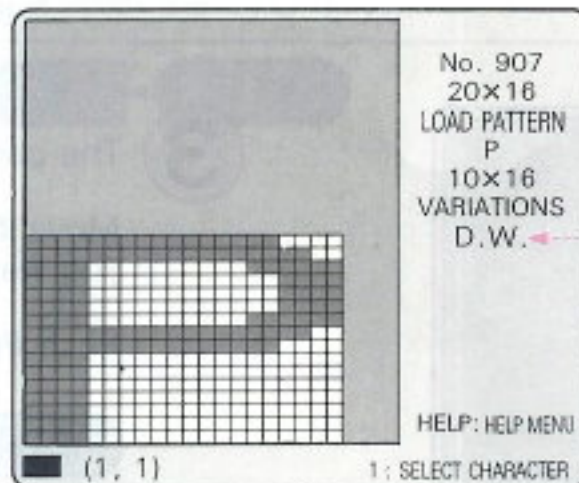 No. 907
20×16
LOAD PATTERN
P
10×16
VARIATIONS
D.W.
HELP: HELP MENU
(1, 1)
1: SELECT CHARACTER